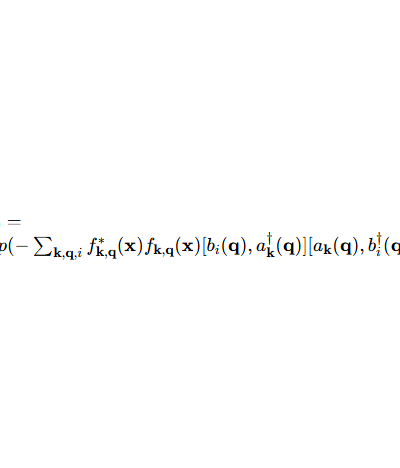 =
p(− ∑_{𝐤,𝐪,i} f*_{𝐤,𝐪}(𝐱) f_{𝐤,𝐪}(𝐱)[b_i(𝐪), a†_𝐤(𝐪)][a_𝐤(𝐪), b†_i(𝐪